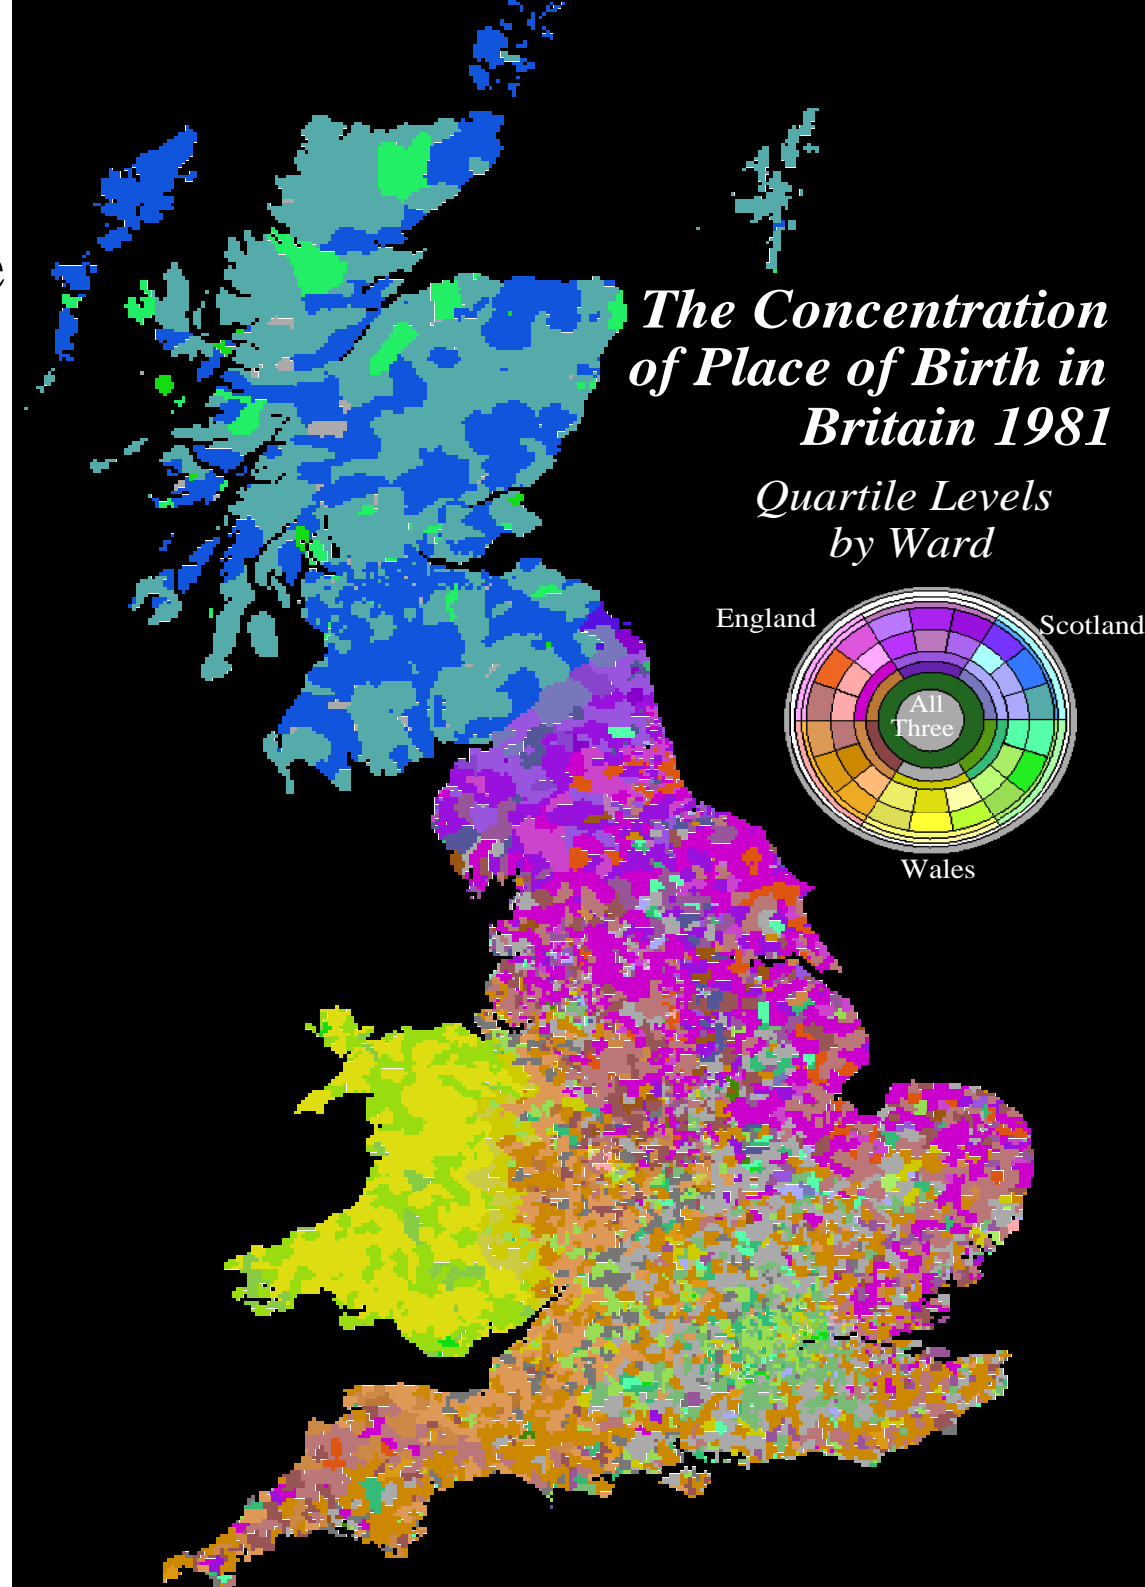 The Concentration
of Place of Birth in
Britain 1981
Quartile Levels
by Ward
England
Scotland
All
Three
Wales